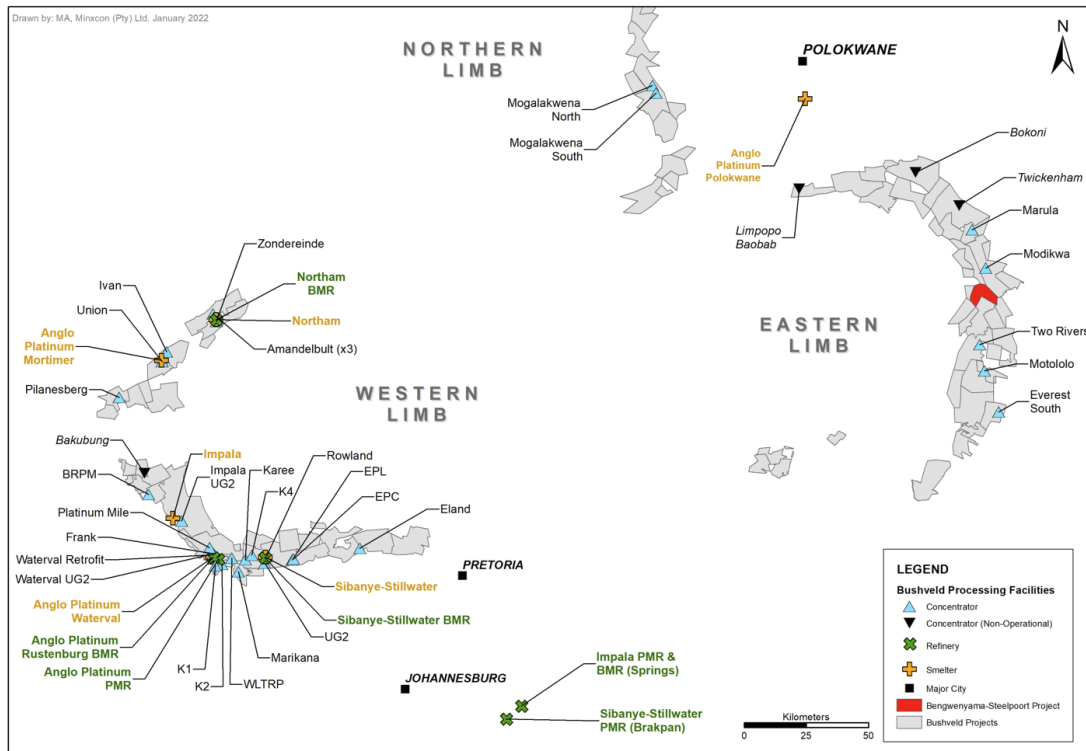 Drawn by: MA, Minxcon (Pty) Ltd. January 2022
NORTHERN
LIMB
POLOKWANE
N
Mogalakwena
North
Mogalakwena
South
Anglo
Platinum
Polokwane
Bokoni
Twickenham
Marula
Limpopo
Baobab
Modikwa
Zondereinde
Northam
BMR
Ivan
Union
Northam
Anglo
Platinum
Mortimer
Amandelbult (x3)
Pilanesberg
EASTERN
LIMB
Two Rivers
Motololo
Everest
South
WESTERN
LIMB
Bakubung
Impala
Rowland
BRPM
Impala
UG2
Karee
EPL
K4
EPC
Platinum Mile
Eland
Frank
Waterval Retrofit
Waterval UG2
PRETORIA
Anglo Platinum
Waterval
Sibanye-Stillwater
Anglo Platinum
Rustenburg BMR
Sibanye-Stillwater BMR
UG2
Anglo Platinum
PMR
K1
K2
WLTRP
Marikana
JOHANNESBURG
Impala PMR &
BMR (Springs)
Sibanye-Stillwater
PMR (Brakpan)
Kilometers
0
25
50
LEGEND
Bushveld Processing Facilities
Concentrator
Concentrator (Non-Operational)
Refinery
Smelter
Major City
Bengwenyama-Steelpoort Project
Bushveld Projects